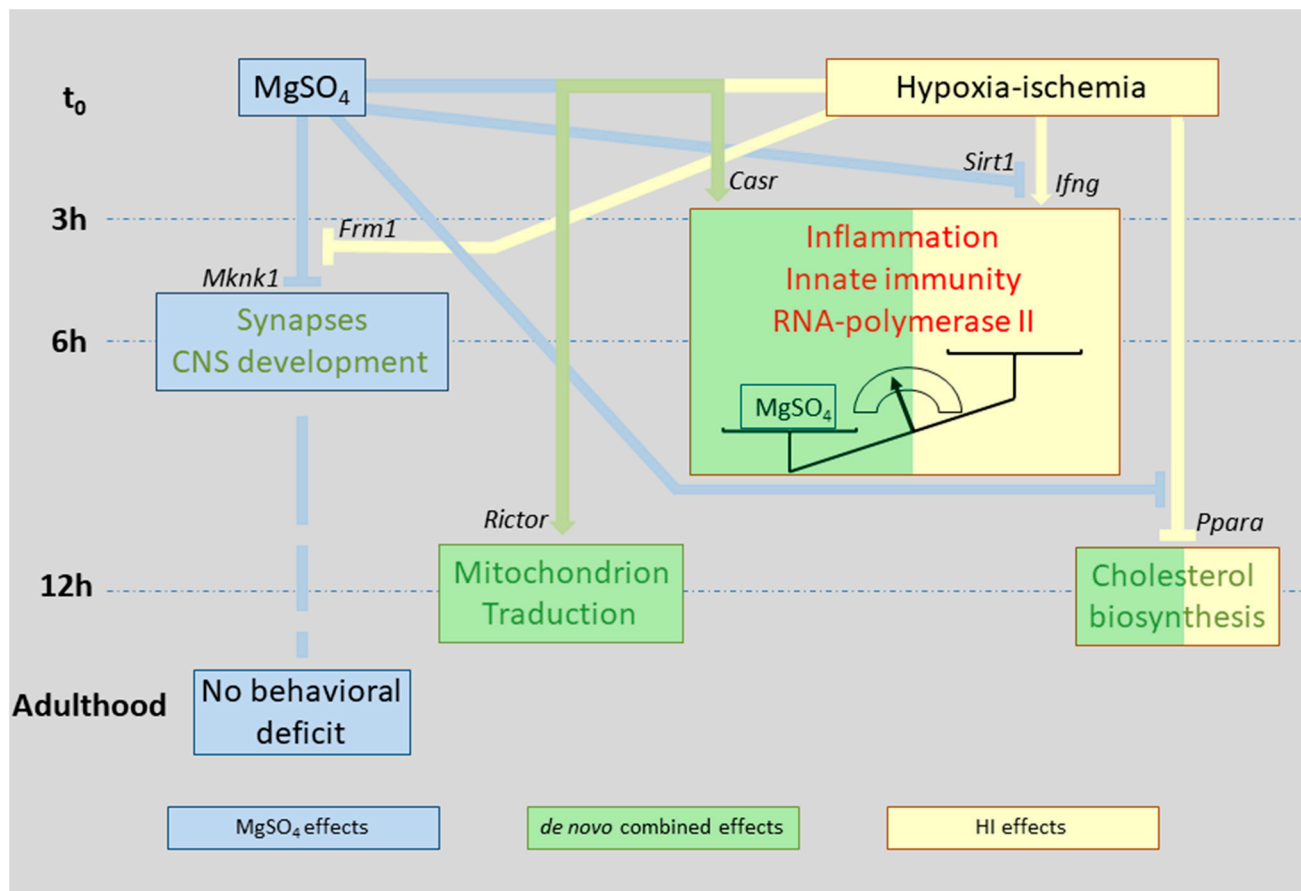 MgSO₄
Hypoxia-ischemia
t₀
Sirt1
Casr
Ifng
3h
Frm1
Inflammation
Innate immunity
RNA-polymerase II
Mknk1
Synapses
CNS development
6h
MgSO₄
Rictor
Ppara
12h
Mitochondrion
Traduction
Cholesterol
biosynthesis
Adulthood
No behavioral
deficit
MgSO₄ effects
de novo combined effects
HI effects